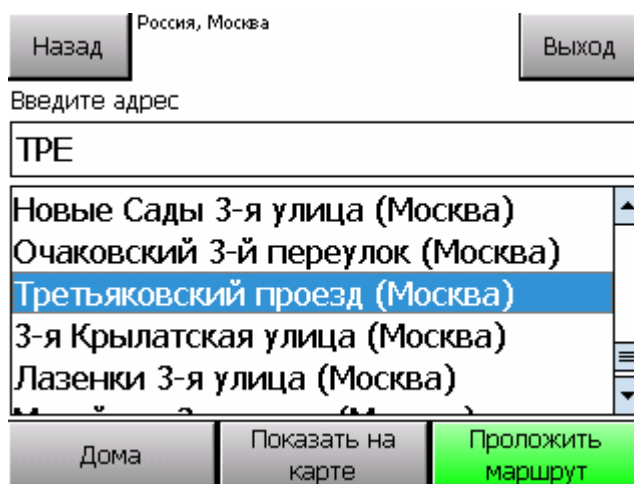 Назад
Россия, Москва
Выход
Введите адрес
ТРЕ
Новые Сады 3-я улица (Москва)
Очаковский 3-й переулок (Москва)
Третьяковский проезд (Москва)
3-я Крылатская улица (Москва)
Лазенки 3-я улица (Москва)
Дома
Показать на
карте
Проложить
маршрут